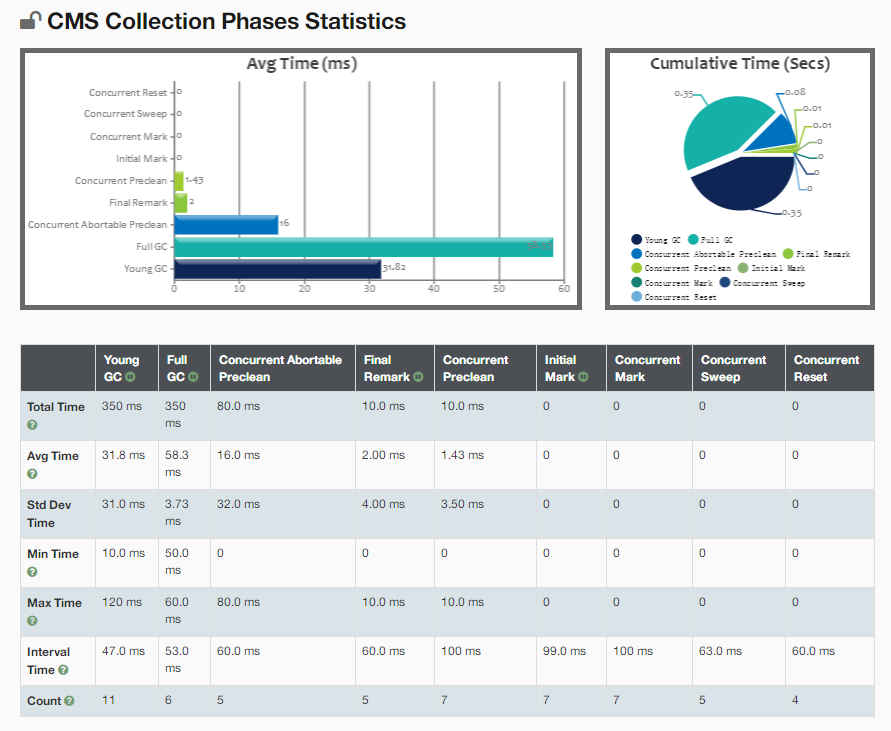 CMS Collection Phases Statistics
Avg Time (ms)
Concurrent Reset 0
Concurrent Sweep 0
Concurrent Mark 0
Initial Mark 0
Concurrent Preclean 1.43
Final Remark 2
Concurrent Abortable Preclean 16
Full GC
Young GC 31.82
0 10 20 30 40 50 60
Cumulative Time (Secs)
0.35
0.08
0.01
0.01
0
0
0
0
0.35
Young GC Full GC
Concurrent Abortable Preclean Final Remark
Concurrent Preclean Initial Mark
Concurrent Mark Concurrent Sweep
Concurrent Reset
Young Full Concurrent Abortable Final Concurrent Initial Concurrent Concurrent Concurrent
GC GC Preclean Remark Preclean Mark Mark Sweep Reset
Total Time 350 ms 350 80.0 ms 10.0 ms 10.0 ms 0 0 0 0
? ms
Avg Time 31.8 ms 58.3 16.0 ms 2.00 ms 1.43 ms 0 0 0 0
? ms
Std Dev 31.0 ms 3.73 32.0 ms 4.00 ms 3.50 ms 0 0 0 0
Time ms
Min Time 10.0 ms 50.0 0 0 0 0 0 0 0
? ms
Max Time 120 ms 60.0 80.0 ms 10.0 ms 10.0 ms 0 0 0 0
? ms
Interval 47.0 ms 53.0 60.0 ms 60.0 ms 100 ms 99.0 ms 100 ms 63.0 ms 60.0 ms
Time ? ms
Count ? 11 6 5 5 7 7 7 5 4